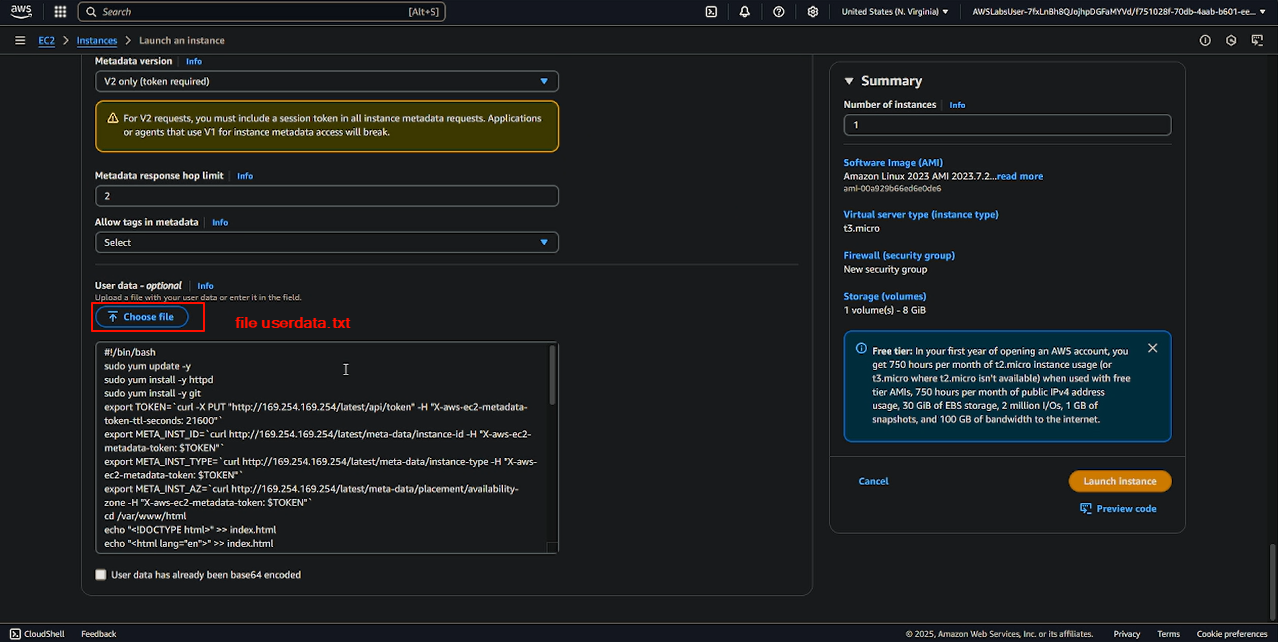 aws
Search
[Alt+S]
United States (N. Virginia)
AWSLabsUser-7fxLnBh8QJojhpDGFaMYVd/f751028f-70db-4aab-b601-ee...
EC2
Instances
Launch an instance
Metadata version
Info
V2 only (token required)
For V2 requests, you must include a session token in all instance metadata requests. Applications
or agents that use V1 for instance metadata access will break.
Metadata response hop limit
Info
2
Allow tags in metadata
Info
Select
User data - optional
Info
Upload a file with your user data or enter it in the field.
Choose file
file userdata.txt
#!/bin/bash
sudo yum update -y
sudo yum install -y httpd
sudo yum install -y git
export TOKEN=`curl -X PUT "http://169.254.169.254/latest/api/token" -H "X-aws-ec2-metadata-
token-ttl-seconds: 21600"`
export META_INST_ID=`curl http://169.254.169.254/latest/meta-data/instance-id -H "X-aws-ec2-
metadata-token: $TOKEN"`
export META_INST_TYPE=`curl http://169.254.169.254/latest/meta-data/instance-type -H "X-aws-
ec2-metadata-token: $TOKEN"`
export META_INST_AZ=`curl http://169.254.169.254/latest/meta-data/placement/availability-
zone -H "X-aws-ec2-metadata-token: $TOKEN"`
cd /var/www/html
echo "<!DOCTYPE html>" >> index.html
echo "<html lang="en">" >> index.html
User data has already been base64 encoded
Summary
Number of instances
Info
1
Software Image (AMI)
Amazon Linux 2023 AMI 2023.7.2...read more
ami-00a929b66ed6e0de6
Virtual server type (instance type)
t3.micro
Firewall (security group)
New security group
Storage (volumes)
1 volume(s) - 8 GiB
Free tier: In your first year of opening an AWS account, you
get 750 hours per month of t2.micro instance usage (or
t3.micro where t2.micro isn't available) when used with free
tier AMIs, 750 hours per month of public IPv4 address
usage, 30 GiB of EBS storage, 2 million I/Os, 1 GB of
snapshots, and 100 GB of bandwidth to the internet.
Cancel
Launch instance
Preview code
CloudShell
Feedback
© 2025, Amazon Web Services, Inc. or its affiliates.
Privacy
Terms
Cookie preferences